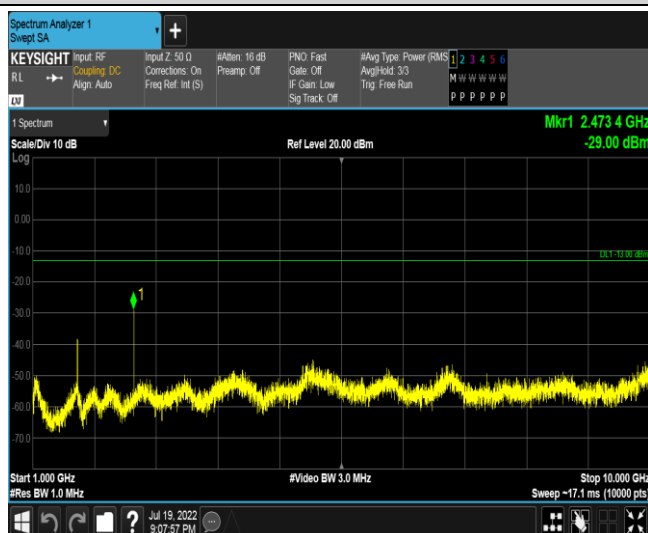 Spectrum Analyzer 1
Swept SA
+
KEYSIGHT
RL
LXI
Input: RF
Coupling: DC
Align: Auto
Input Z: 50 Ω
Corrections: On
Freq Ref: Int (S)
#Atten: 16 dB
Preamp: Off
PNO: Fast
Gate: Off
IF Gain: Low
Sig Track: Off
#Avg Type: Power (RMS
Avg|Hold: 3/3
Trig: Free Run
1 2 3 4 5 6
M W W W W W
P P P P P P
1 Spectrum
Mkr1 2.473 4 GHz
Scale/Div 10 dB
Ref Level 20.00 dBm
-29.00 dBm
Log
10.0
0.00
-10.0
DL1 -13.00 dBm
-20.0
1
-30.0
-40.0
-50.0
-60.0
-70.0
Start 1.000 GHz
#Video BW 3.0 MHz
Stop 10.000 GHz
#Res BW 1.0 MHz
Sweep ~17.1 ms (10000 pts)
?
Jul 19, 2022
9:07:57 PM